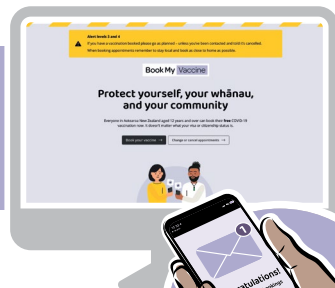 Alert levels 3 and 4
If you have a vaccination booked please go as planned – unless you've been contacted and told it's cancelled.
When booking appointments remember to stay local and book as close to home as possible.
Book My Vaccine
Protect yourself, your whānau,
and your community
Everyone in Aotearoa New Zealand aged 12 years and over can book their free COVID-19
vaccination now. It doesn't matter what your visa or citizenship status is.
Book your vaccine →
Change or cancel appointments →
1